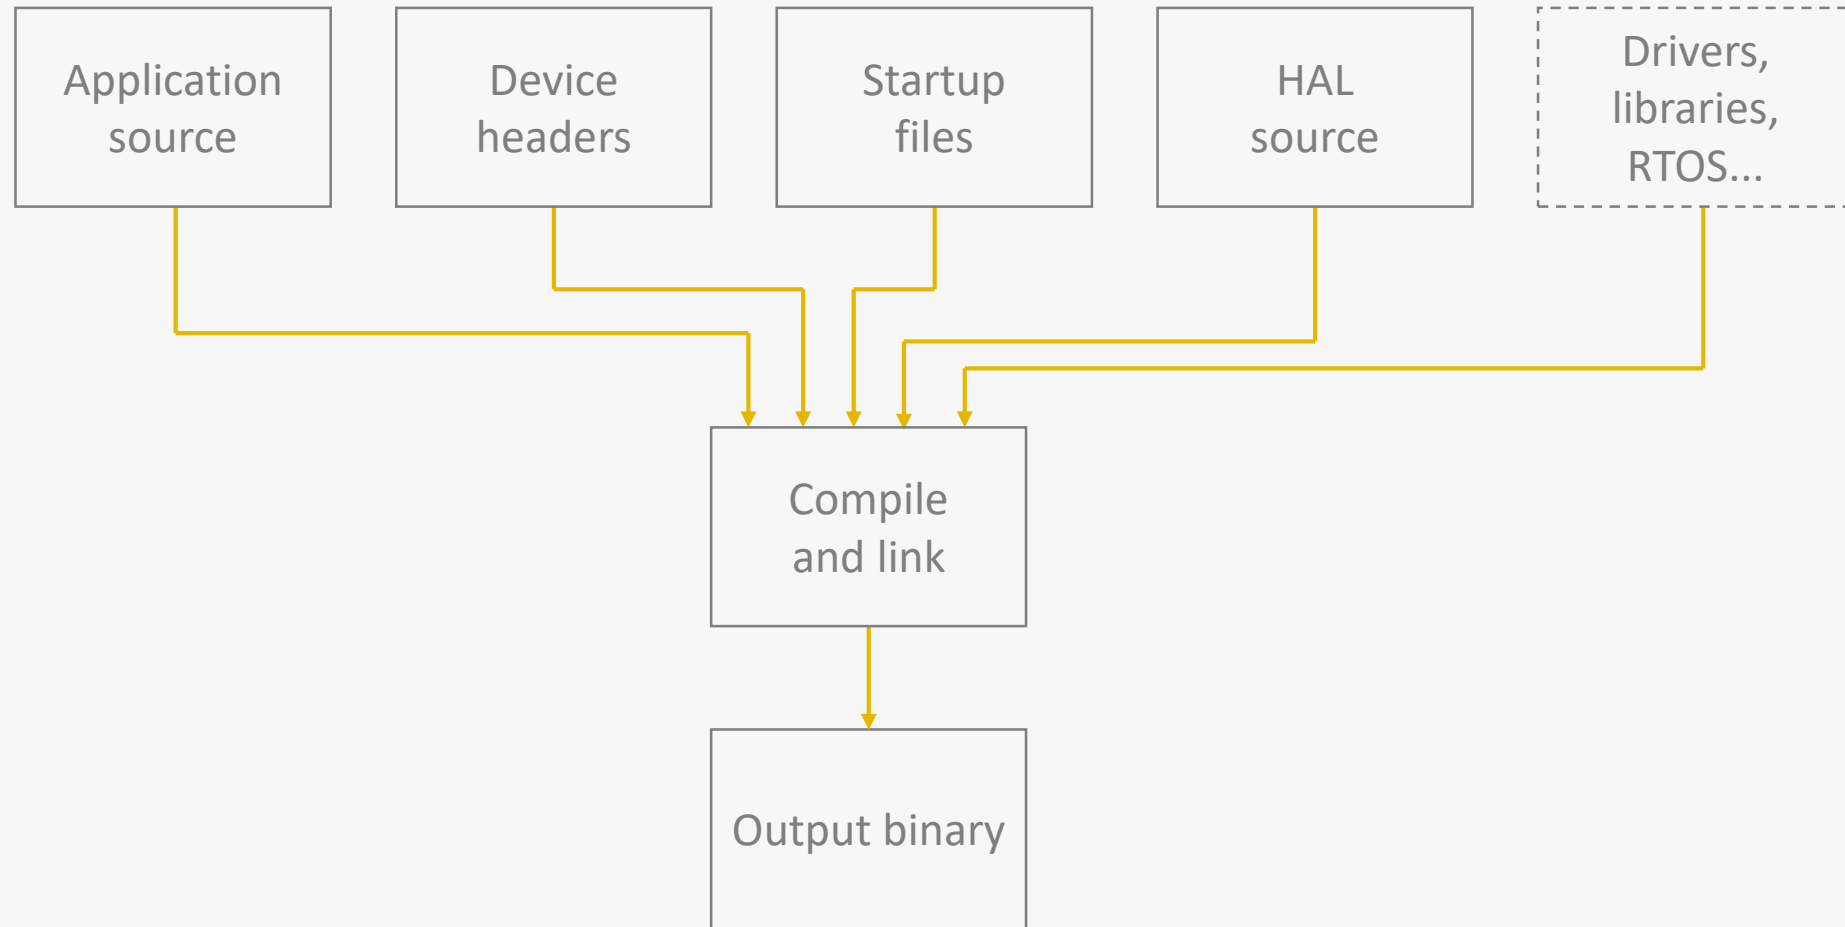 Application
source
Device
headers
Startup
files
HAL
source
Drivers,
libraries,
RTOS...
Compile
and link
Output binary